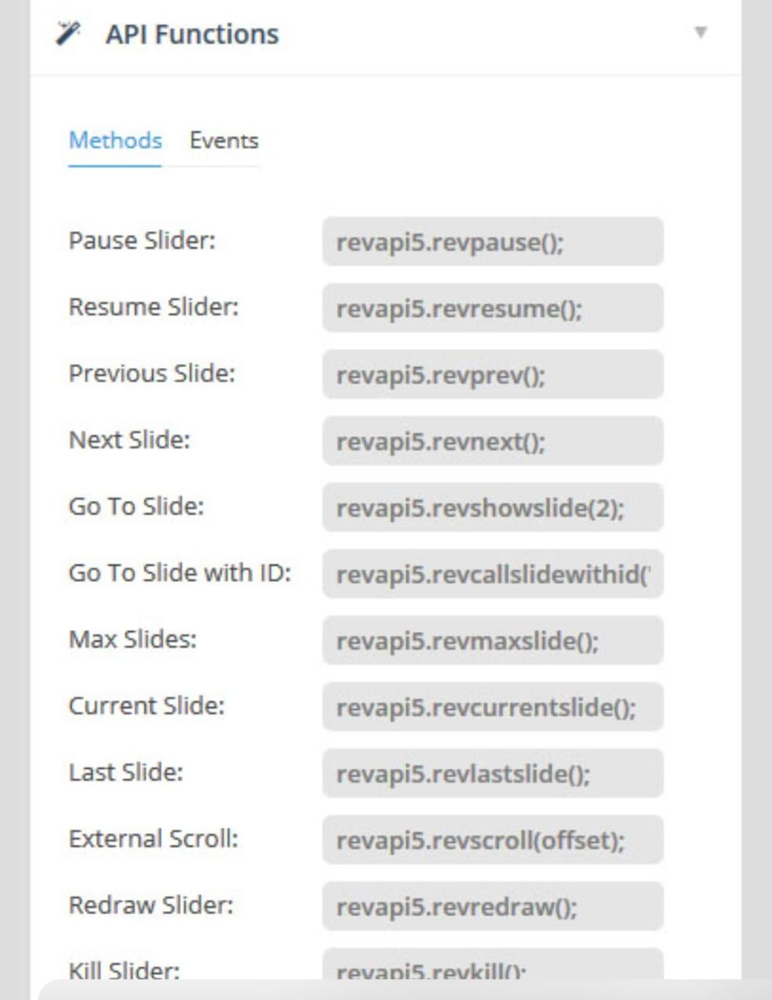 API Functions
Methods Events
Pause Slider: revapi5.revpause();
Resume Slider: revapi5.revresume();
Previous Slide: revapi5.revprev();
Next Slide: revapi5.revnext();
Go To Slide: revapi5.revshowslide(2);
Go To Slide with ID: revapi5.revcallslidewithid('
Max Slides: revapi5.revmaxslide();
Current Slide: revapi5.revcurrentslide();
Last Slide: revapi5.revlastslide();
External Scroll: revapi5.revscroll(offset);
Redraw Slider: revapi5.revredraw();
Kill Slider: revapi5.revkill();